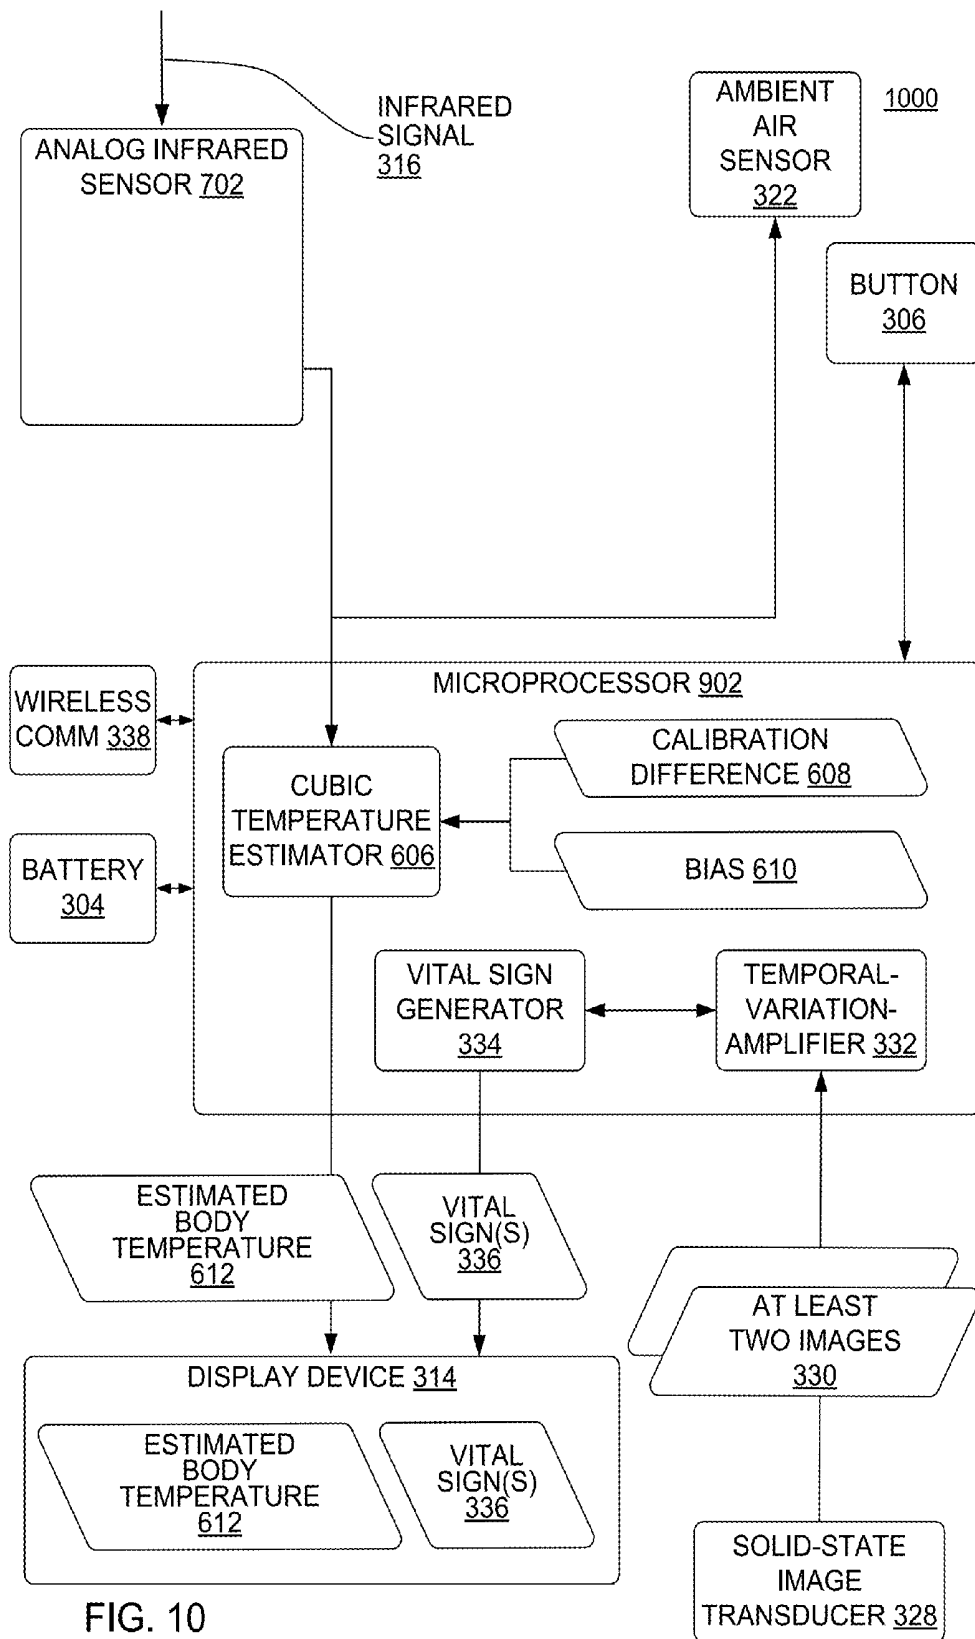 INFRARED
SIGNAL
316
ANALOG INFRARED
SENSOR 702
AMBIENT
AIR
SENSOR
322
1000
BUTTON
306
MICROPROCESSOR 902
WIRELESS
COMM 338
CUBIC
TEMPERATURE
ESTIMATOR 606
CALIBRATION
DIFFERENCE 608
BIAS 610
BATTERY
304
VITAL SIGN
GENERATOR
334
TEMPORAL-
VARIATION-
AMPLIFIER 332
ESTIMATED
BODY
TEMPERATURE
612
VITAL
SIGN(S)
336
AT LEAST
TWO IMAGES
330
DISPLAY DEVICE 314
ESTIMATED
BODY
TEMPERATURE
612
VITAL
SIGN(S)
336
SOLID-STATE
IMAGE
TRANSDUCER 328
FIG. 10